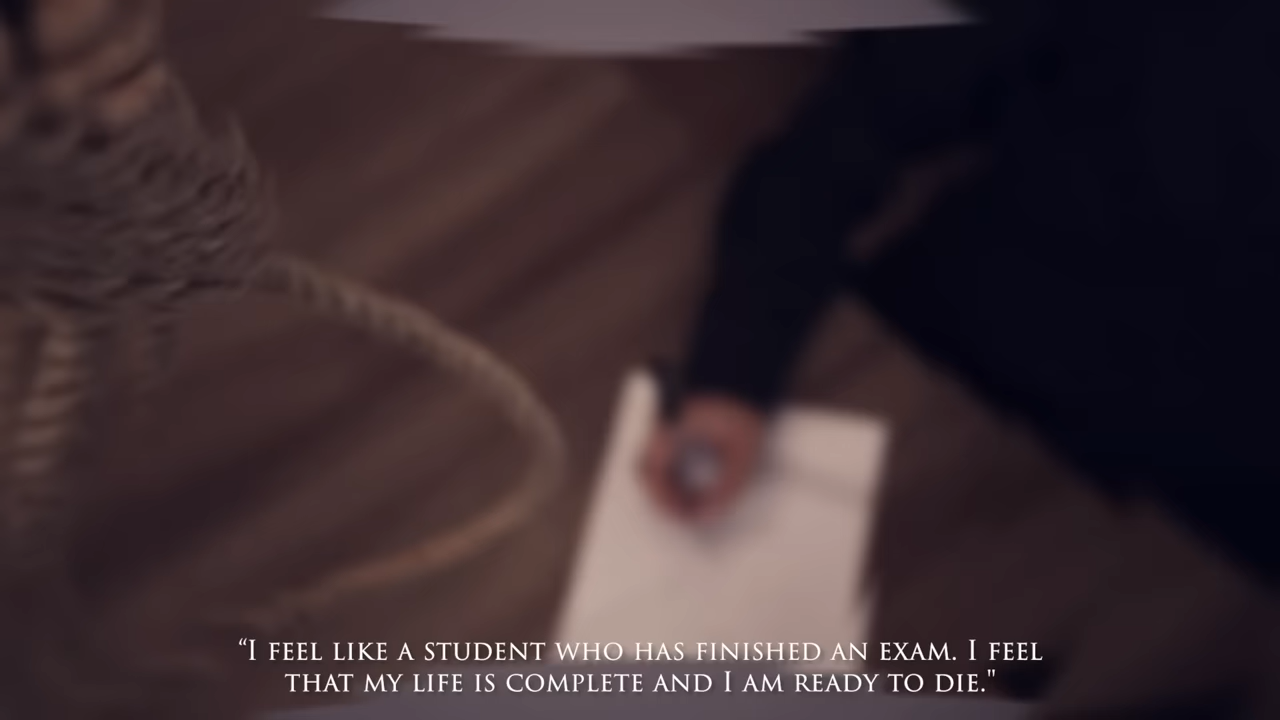 “I FEEL LIKE A STUDENT WHO HAS FINISHED AN EXAM. I FEEL
THAT MY LIFE IS COMPLETE AND I AM READY TO DIE."